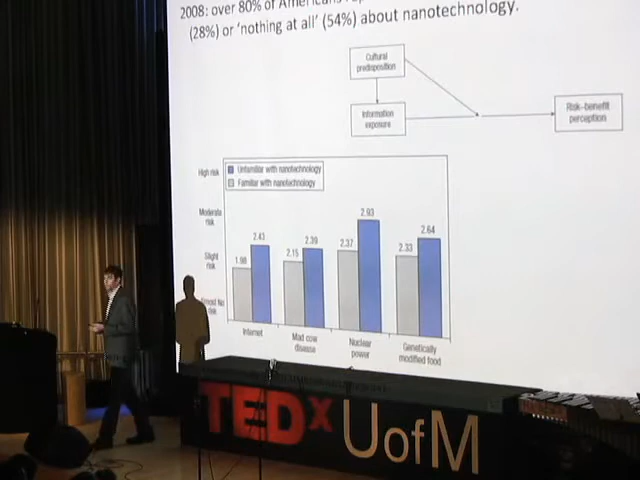 2008: over 80% of Americans
(28%) or 'nothing at all' (54%) about nanotechnology.
Cultural
predisposition
Information
exposure
Risk–benefit
perception
High risk
Moderate
risk
Slight
risk
risk
Unfamiliar with nanotechnology
Familiar with nanotechnology
1.98
2.43
2.15
2.39
2.37
2.93
2.33
2.64
Internet
Mad cow
disease
Nuclear
power
Genetically
modified food
TEDx UofM